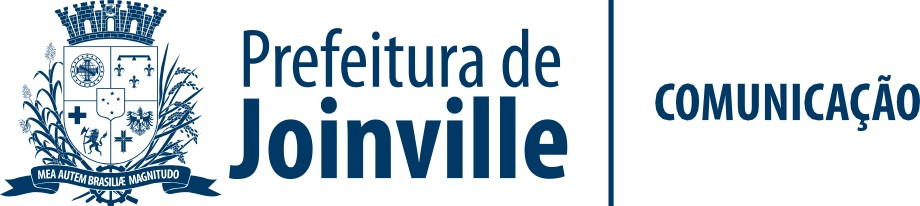 Prefeitura de
Joinville
COMUNICAÇÃO
MEA AUTEM BRASILIÆ MAGNITUDO